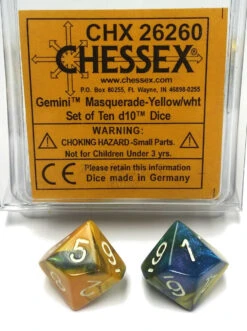 CHX 26260
CHESSEX
www.chessex.com
P.O. Box 80255, Ft. Wayne, IN 46898-0255
Gemini™ Masquerade-Yellow/wht
Set of Ten d10™ Dice
WARNING:
CHOKING HAZARD-Small Parts.
Not for Children Under 3 yrs.
CE Please retain this information
Dice made in Germany
5 9
9 1